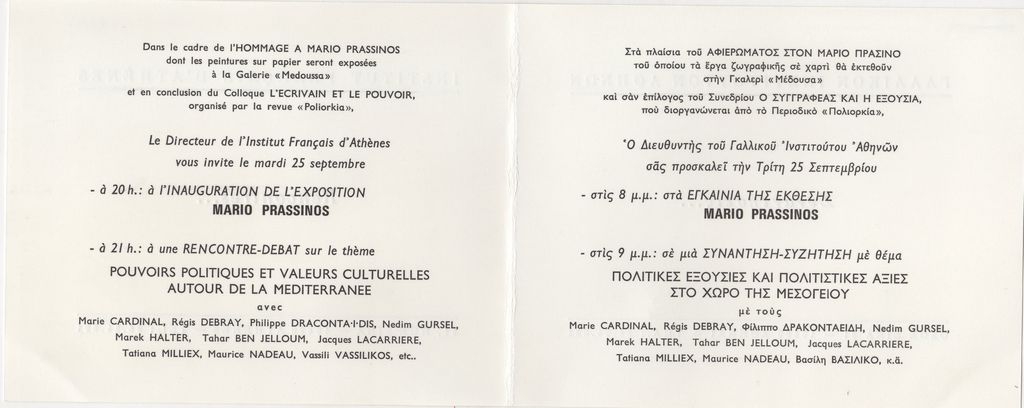 Dans le cadre de l'HOMMAGE A MARIO PRASSINOS
dont les peintures sur papier seront exposées
à la Galerie «Medoussa»
et en conclusion du Colloque L'ECRIVAIN ET LE POUVOIR,
organisé par la revue «Poliorkia»,
Le Directeur de l'Institut Français d'Athènes
vous invite le mardi 25 septembre
- à 20 h.: à l'INAUGURATION DE L'EXPOSITION
MARIO PRASSINOS
- à 21 h.: à une RENCONTRE-DEBAT sur le thème
POUVOIRS POLITIQUES ET VALEURS CULTURELLES
AUTOUR DE LA MEDITERRANEE
avec
Marie CARDINAL, Régis DEBRAY, Philippe DRACONTA·I·DIS, Nedim GURSEL,
Marek HALTER, Tahar BEN JELLOUM, Jacques LACARRIERE,
Tatiana MILLIEX, Maurice NADEAU, Vassili VASSILIKOS, etc..
Στὰ πλαίσια τοῦ ΑΦΙΕΡΩΜΑΤΟΣ ΣΤΟΝ ΜΑΡΙΟ ΠΡΑΣΙΝΟ
τοῦ ὁποίου τὰ ἔργα ζωγραφικῆς σὲ χαρτὶ θὰ ἐκτεθοῦν
στὴν Γκαλερὶ «Μέδουσα»
καὶ σὰν ἐπίλογος τοῦ Συνεδρίου Ο ΣΥΓΓΡΑΦΕΑΣ ΚΑΙ Η ΕΞΟΥΣΙΑ,
ποὺ διοργανώνεται ἀπὸ τὸ Περιοδικὸ «Πολιορκία»,
Ὁ Διευθυντὴς τοῦ Γαλλικοῦ Ἰνστιτούτου Ἀθηνῶν
σᾶς προσκαλεῖ τὴν Τρίτη 25 Σεπτεμβρίου
- στὶς 8 μ.μ.: στὰ ΕΓΚΑΙΝΙΑ ΤΗΣ ΕΚΘΕΣΗΣ
MARIO PRASSINOS
- στὶς 9 μ.μ.: σὲ μιὰ ΣΥΝΑΝΤΗΣΗ-ΣΥΖΗΤΗΣΗ μὲ θέμα
ΠΟΛΙΤΙΚΕΣ ΕΞΟΥΣΙΕΣ ΚΑΙ ΠΟΛΙΤΙΣΤΙΚΕΣ ΑΞΙΕΣ
ΣΤΟ ΧΩΡΟ ΤΗΣ ΜΕΣΟΓΕΙΟΥ
μὲ τοὺς
Marie CARDINAL, Régis DEBRAY, Φίλιππο ΔΡΑΚΟΝΤΑΕΙΔΗ, Nedim GURSEL,
Marek HALTER, Tahar BEN JELLOUM, Jacques LACARRIERE,
Tatiana MILLIEX, Maurice NADEAU, Βασίλη ΒΑΣΙΛΙΚΟ, κ.ἄ.